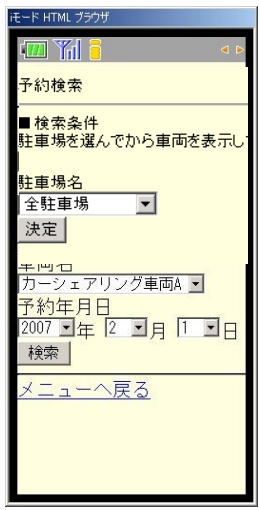 iモード HTML ブラウザ
予約検索
■ 検索条件
駐車場を選んでから車両を表示し
駐車場名
全駐車場
決定
車両名
カーシェアリング車両A
予約年月日
2007 年 2 月 1 日
検索
メニューへ戻る